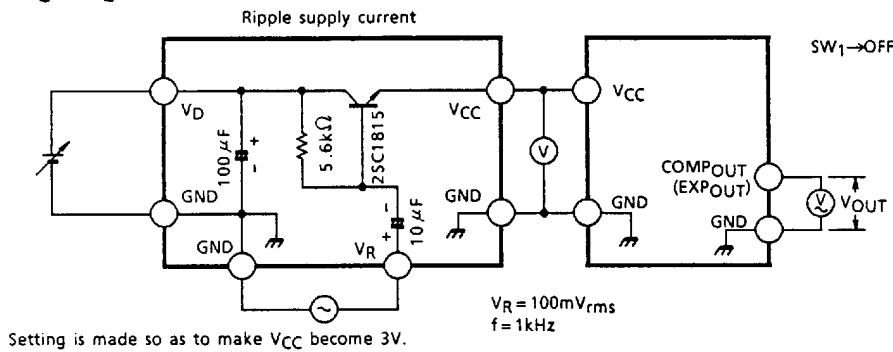 Ripple supply current
SW1→OFF
VD
VCC
VCC
100μF
+
-
5.6kΩ
2SC1815
V
COMPOUT
(EXPOUT)
GND
GND
GND
GND
V
VOUT
GND
VR
-
+
10μF
~
VR = 100mVrms
f = 1kHz
Setting is made so as to make VCC become 3V.